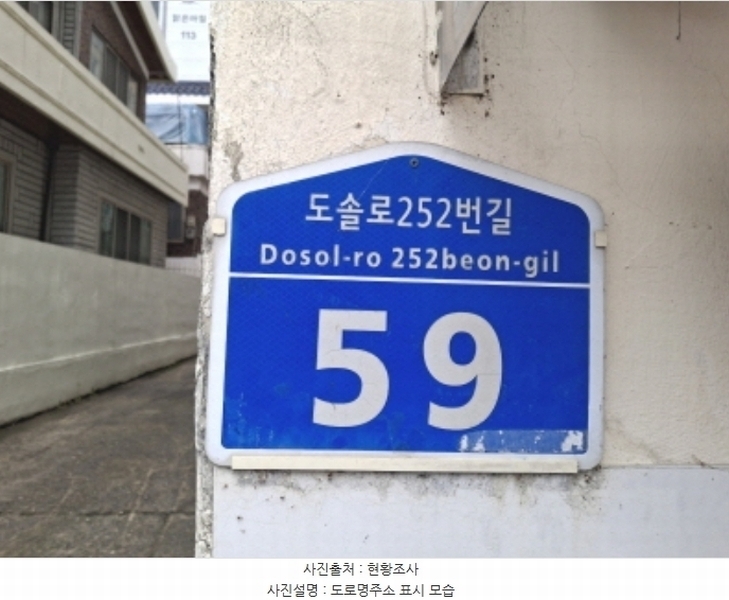 113
도솔로252번길
Dosol-ro 252beon-gil
59
사진출처 : 현황조사
사진설명 : 도로명주소 표시 모습